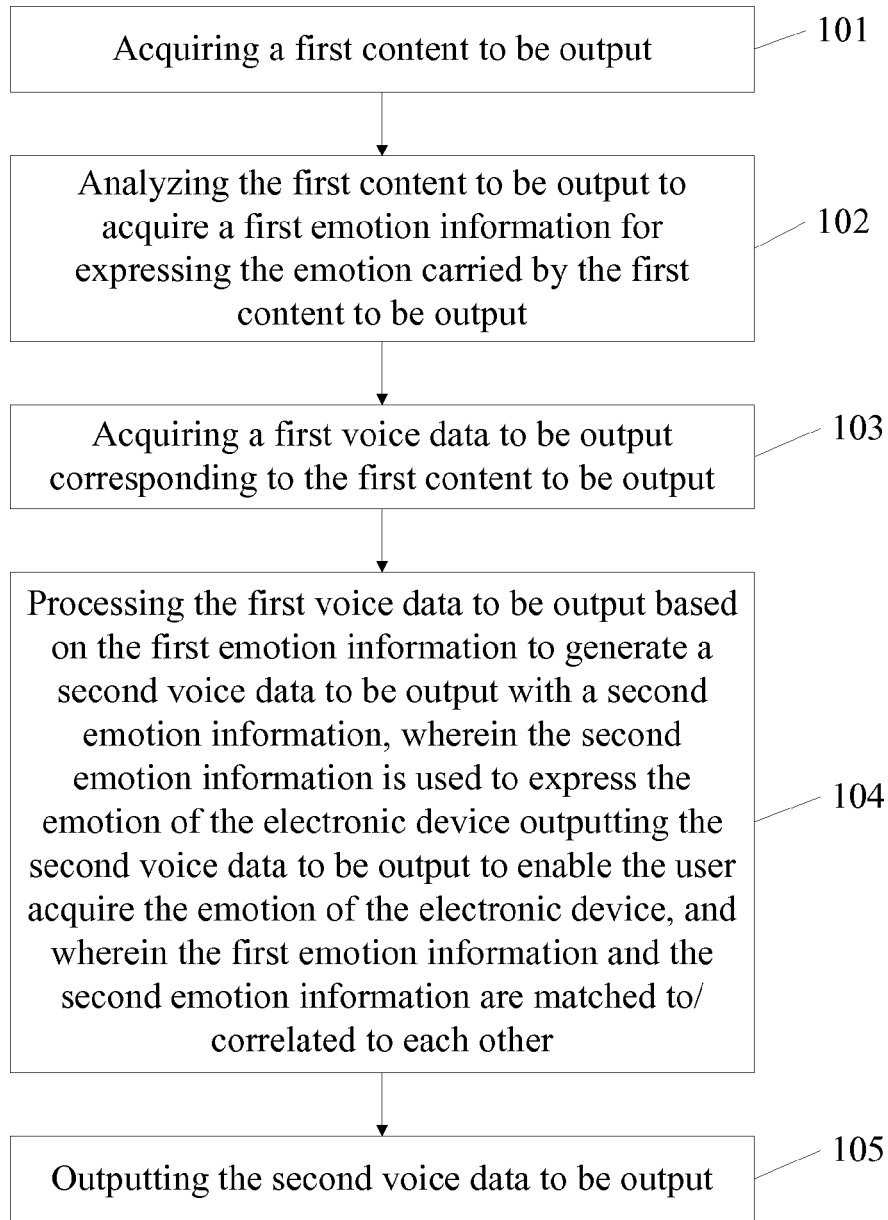 Acquiring a first content to be output
101
Analyzing the first content to be output to
acquire a first emotion information for
expressing the emotion carried by the first
content to be output
102
Acquiring a first voice data to be output
corresponding to the first content to be output
103
Processing the first voice data to be output based
on the first emotion information to generate a
second voice data to be output with a second
emotion information, wherein the second
emotion information is used to express the
emotion of the electronic device outputting the
second voice data to be output to enable the user
acquire the emotion of the electronic device, and
wherein the first emotion information and the
second emotion information are matched to/
correlated to each other
104
Outputting the second voice data to be output
105